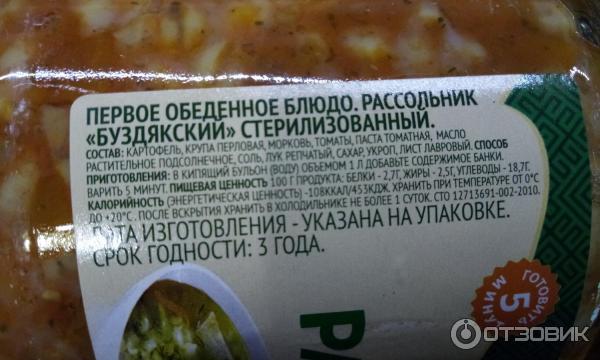 ПЕРВОЕ ОБЕДЕННОЕ БЛЮДО. РАССОЛЬНИК
«БУЗДЯКСКИЙ» СТЕРИЛИЗОВАННЫЙ.
СОСТАВ: КАРТОФЕЛЬ, КРУПА ПЕРЛОВАЯ, МОРКОВЬ, ТОМАТЫ, ПАСТА ТОМАТНАЯ, МАСЛО
РАСТИТЕЛЬНОЕ ПОДСОЛНЕЧНОЕ, СОЛЬ, ЛУК РЕПЧАТЫЙ, САХАР, УКРОП, ЛИСТ ЛАВРОВЫЙ. СПОСОБ
ПРИГОТОВЛЕНИЯ: В КИПЯЩИЙ БУЛЬОН (ВОДУ) ОБЪЕМОМ 1 Л ДОБАВЬТЕ СОДЕРЖИМОЕ БАНКИ.
ВАРИТЬ 5 МИНУТ. ПИЩЕВАЯ ЦЕННОСТЬ 100 Г ПРОДУКТА: БЕЛКИ - 2,7Г, ЖИРЫ - 2,5Г, УГЛЕВОДЫ - 18,7Г.
КАЛОРИЙНОСТЬ (ЭНЕРГЕТИЧЕСКАЯ ЦЕННОСТЬ) -108ККАЛ/453КДЖ. ХРАНИТЬ ПРИ ТЕМПЕРАТУРЕ ОТ 0°С
ДО +20°С. ПОСЛЕ ВСКРЫТИЯ ХРАНИТЬ В ХОЛОДИЛЬНИКЕ НЕ БОЛЕЕ 1 СУТОК. СТО 12713691-002-2010.
ДАТА ИЗГОТОВЛЕНИЯ - УКАЗАНА НА УПАКОВКЕ.
СРОК ГОДНОСТИ: 3 ГОДА.
ГОТОВИТЬ
5
ОТЗОВИК